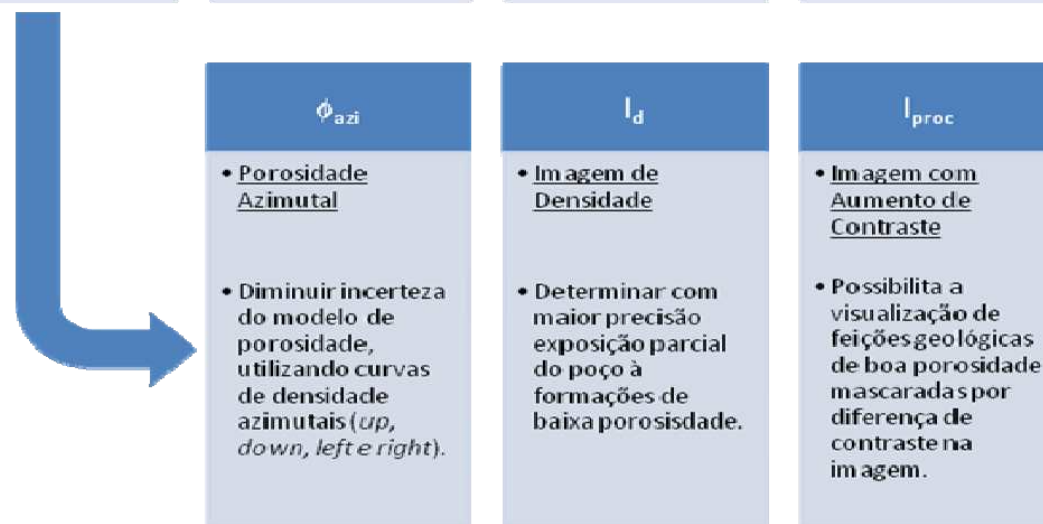 ϕazi
• Porosidade
Azimutal
• Diminuir incerteza
do modelo de
porosidade,
utilizando curvas
de densidade
azimutais (up,
down, left e right).
Id
• Imagem de
Densidade
• Determinar com
maior precisão
exposição parcial
do poço à
formações de
baixa porosisdade.
Iproc
• Imagem com
Aumento de
Contraste
• Possibilita a
visualização de
feições geológicas
de boa porosidade
mascaradas por
diferença de
contraste na
imagem.